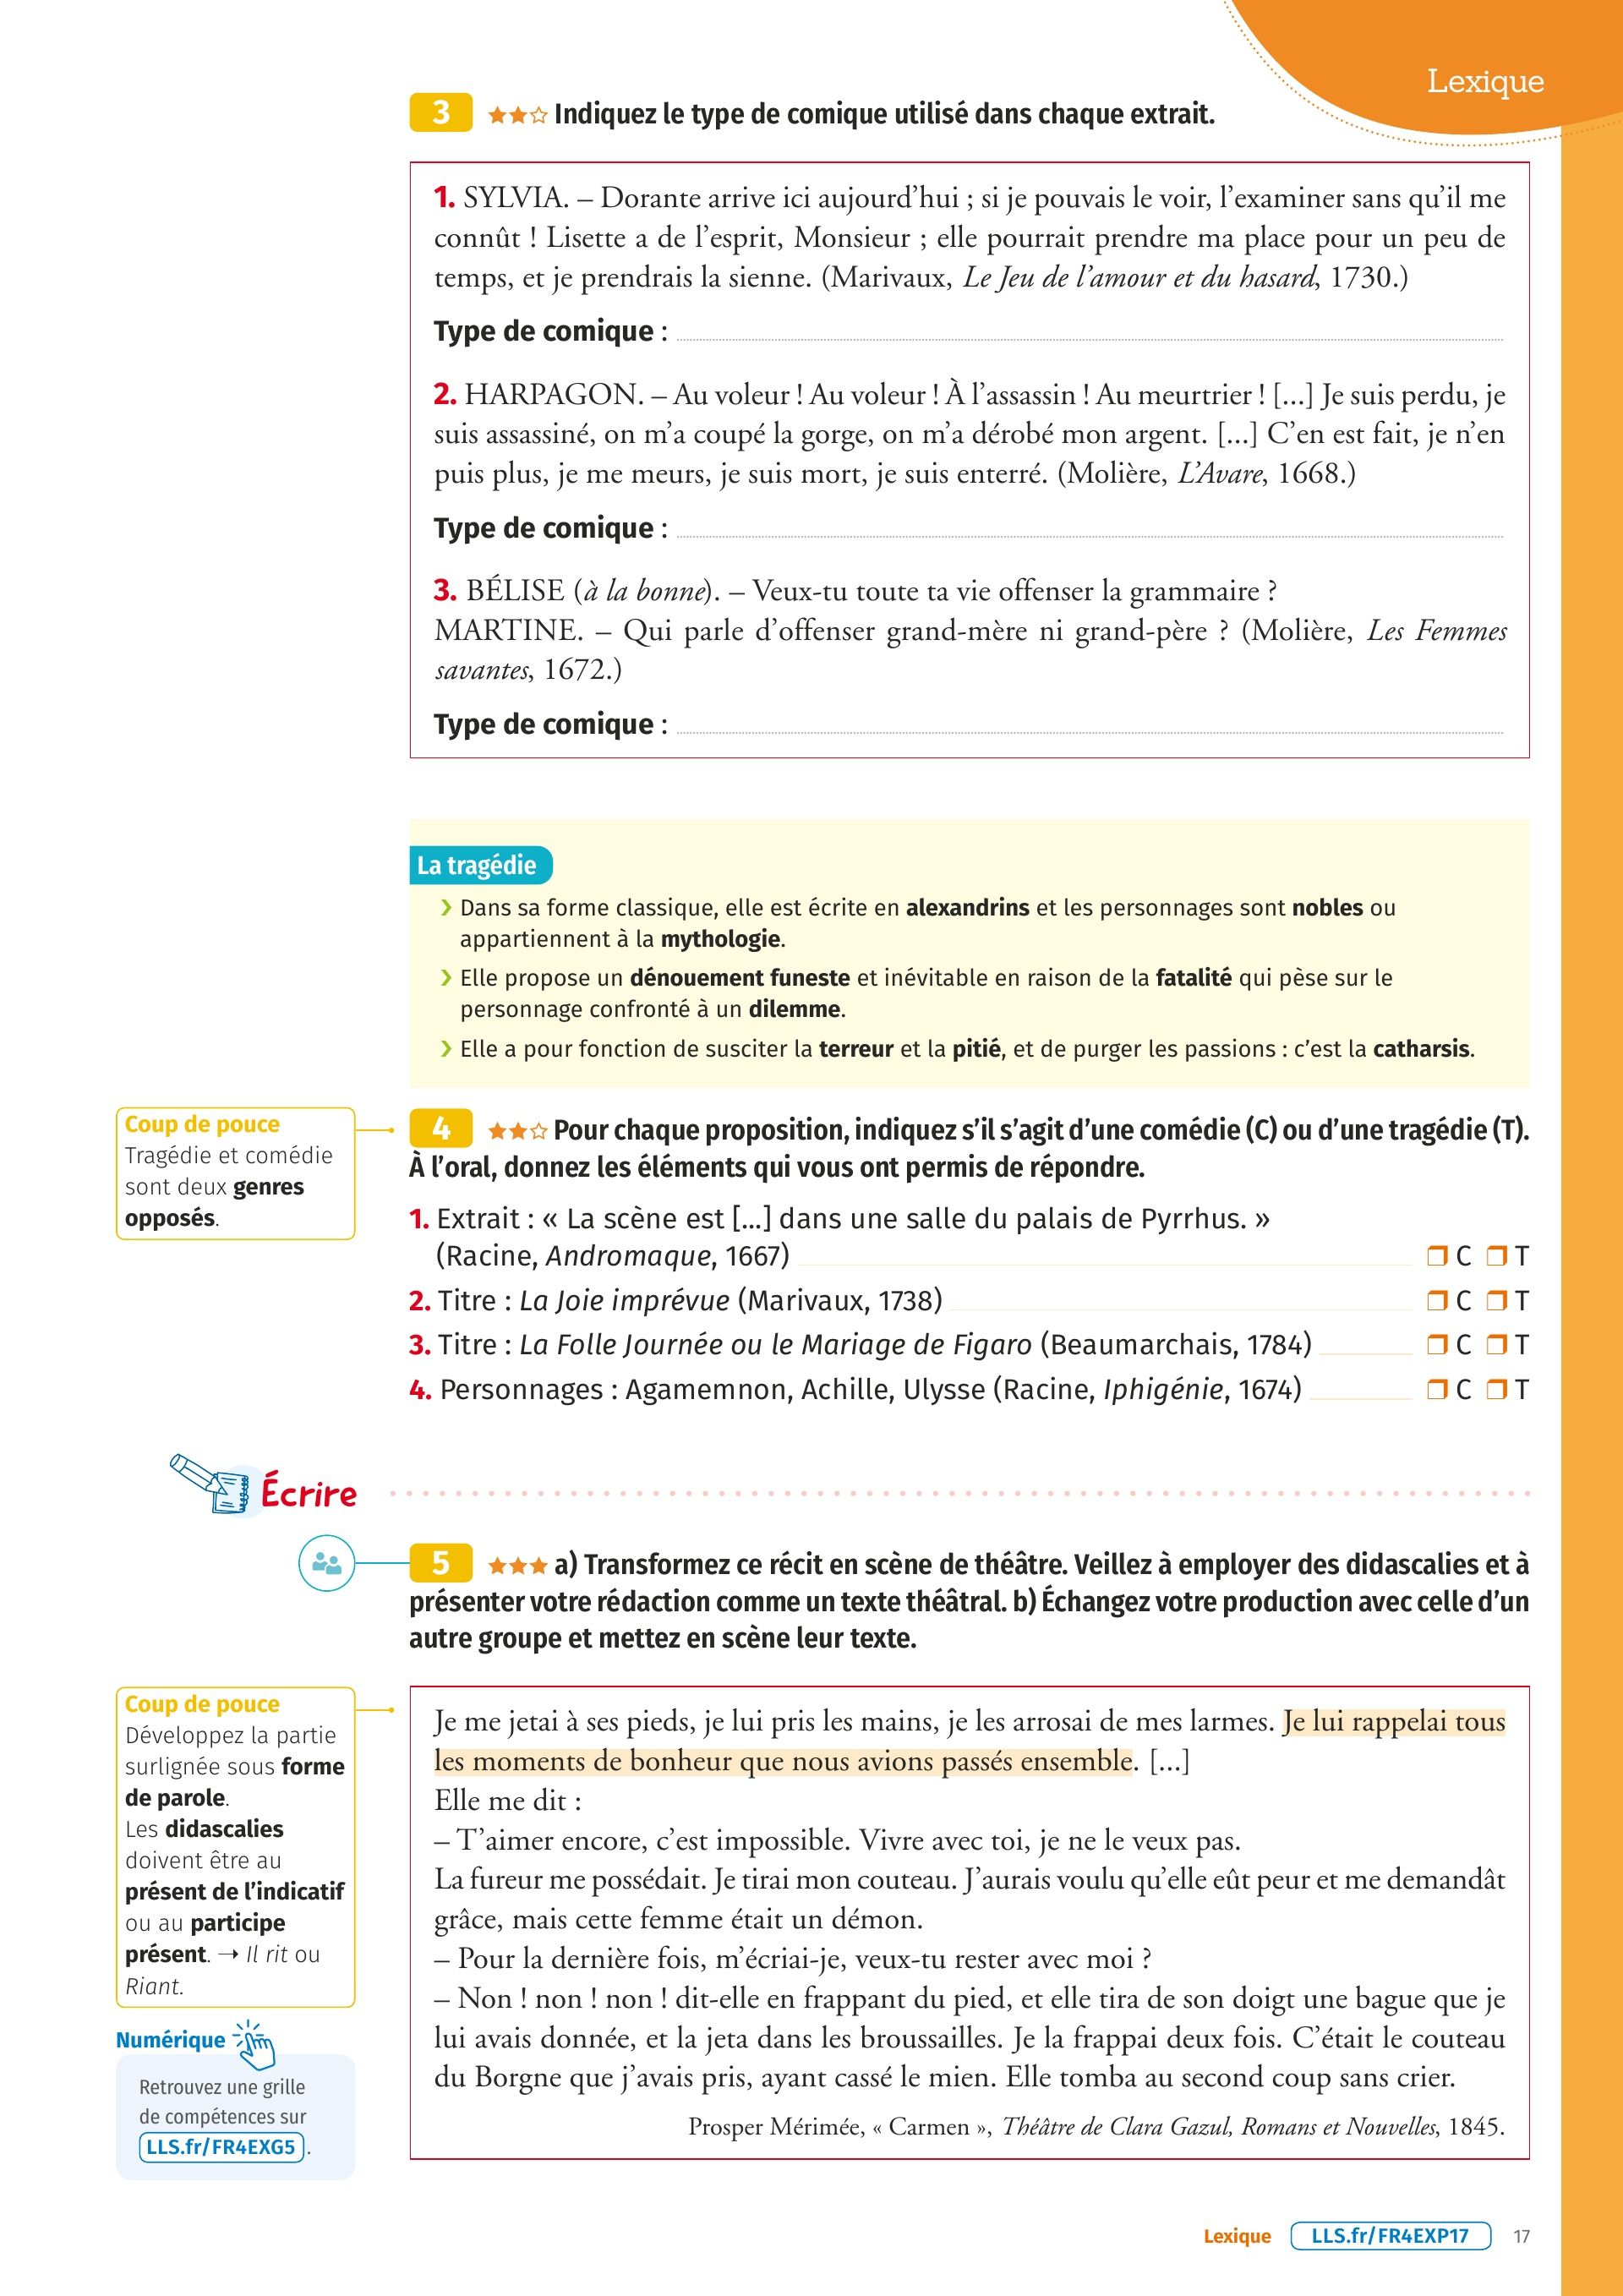 Lexique
3 ★★☆ Indiquez le type de comique utilisé dans chaque extrait.
1. SYLVIA. – Dorante arrive ici aujourd’hui ; si je pouvais le voir, l’examiner sans qu’il me
connût ! Lisette a de l’esprit, Monsieur ; elle pourrait prendre ma place pour un peu de
temps, et je prendrais la sienne. (Marivaux, Le Jeu de l’amour et du hasard, 1730.)
Type de comique :
2. HARPAGON. – Au voleur ! Au voleur ! À l’assassin ! Au meurtrier ! [...] Je suis perdu, je
suis assassiné, on m’a coupé la gorge, on m’a dérobé mon argent. [...] C’en est fait, je n’en
puis plus, je me meurs, je suis mort, je suis enterré. (Molière, L’Avare, 1668.)
Type de comique :
3. BÉLISE (à la bonne). – Veux-tu toute ta vie offenser la grammaire ?
MARTINE. – Qui parle d’offenser grand-mère ni grand-père ? (Molière, Les Femmes
savantes, 1672.)
Type de comique :
La tragédie
› Dans sa forme classique, elle est écrite en alexandrins et les personnages sont nobles ou
appartiennent à la mythologie.
› Elle propose un dénouement funeste et inévitable en raison de la fatalité qui pèse sur le
personnage confronté à un dilemme.
› Elle a pour fonction de susciter la terreur et la pitié, et de purger les passions : c’est la catharsis.
Coup de pouce
Tragédie et comédie
sont deux genres
opposés.
4 ★★☆ Pour chaque proposition, indiquez s’il s’agit d’une comédie (C) ou d’une tragédie (T).
À l’oral, donnez les éléments qui vous ont permis de répondre.
1. Extrait : « La scène est [...] dans une salle du palais de Pyrrhus. »
(Racine, Andromaque, 1667) ❒ C ❒ T
2. Titre : La Joie imprévue (Marivaux, 1738) ❒ C ❒ T
3. Titre : La Folle Journée ou le Mariage de Figaro (Beaumarchais, 1784) ❒ C ❒ T
4. Personnages : Agamemnon, Achille, Ulysse (Racine, Iphigénie, 1674) ❒ C ❒ T
Écrire
5 ★★★ a) Transformez ce récit en scène de théâtre. Veillez à employer des didascalies et à
présenter votre rédaction comme un texte théâtral. b) Échangez votre production avec celle d’un
autre groupe et mettez en scène leur texte.
Coup de pouce
Développez la partie
surlignée sous forme
de parole.
Les didascalies
doivent être au
présent de l’indicatif
ou au participe
présent. → Il rit ou
Riant.
Numérique
Retrouvez une grille
de compétences sur
LLS.fr/FR4EXG5 .
Je me jetai à ses pieds, je lui pris les mains, je les arrosai de mes larmes. Je lui rappelai tous
les moments de bonheur que nous avions passés ensemble. [...]
Elle me dit :
– T’aimer encore, c’est impossible. Vivre avec toi, je ne le veux pas.
La fureur me possédait. Je tirai mon couteau. J’aurais voulu qu’elle eût peur et me demandât
grâce, mais cette femme était un démon.
– Pour la dernière fois, m’écriai-je, veux-tu rester avec moi ?
– Non ! non ! non ! dit-elle en frappant du pied, et elle tira de son doigt une bague que je
lui avais donnée, et la jeta dans les broussailles. Je la frappai deux fois. C’était le couteau
du Borgne que j’avais pris, ayant cassé le mien. Elle tomba au second coup sans crier.
Prosper Mérimée, « Carmen », Théâtre de Clara Gazul, Romans et Nouvelles, 1845.
Lexique LLS.fr/FR4EXP17 17